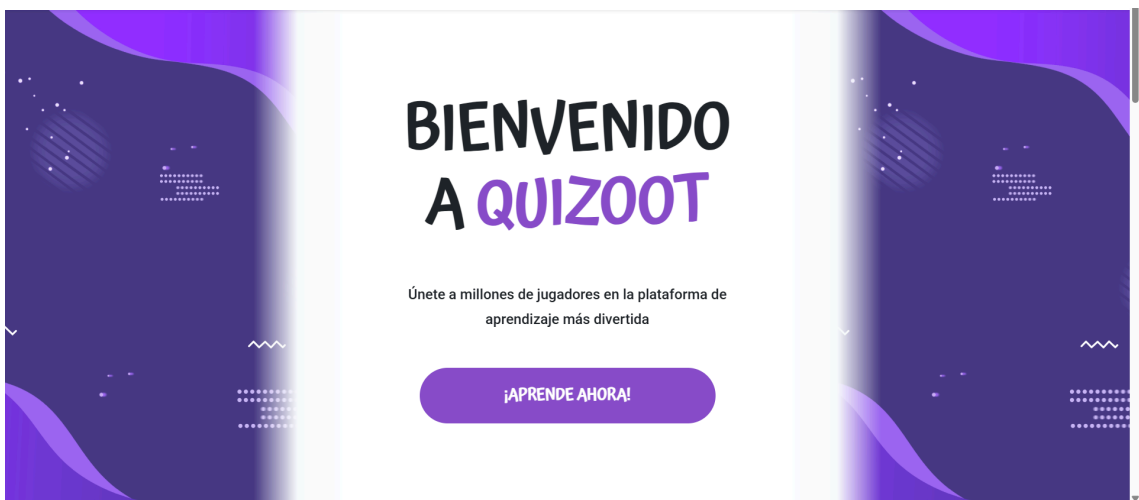 BIENVENIDO
A QUIZOOT
Únete a millones de jugadores en la plataforma de
aprendizaje más divertida
¡APRENDE AHORA!